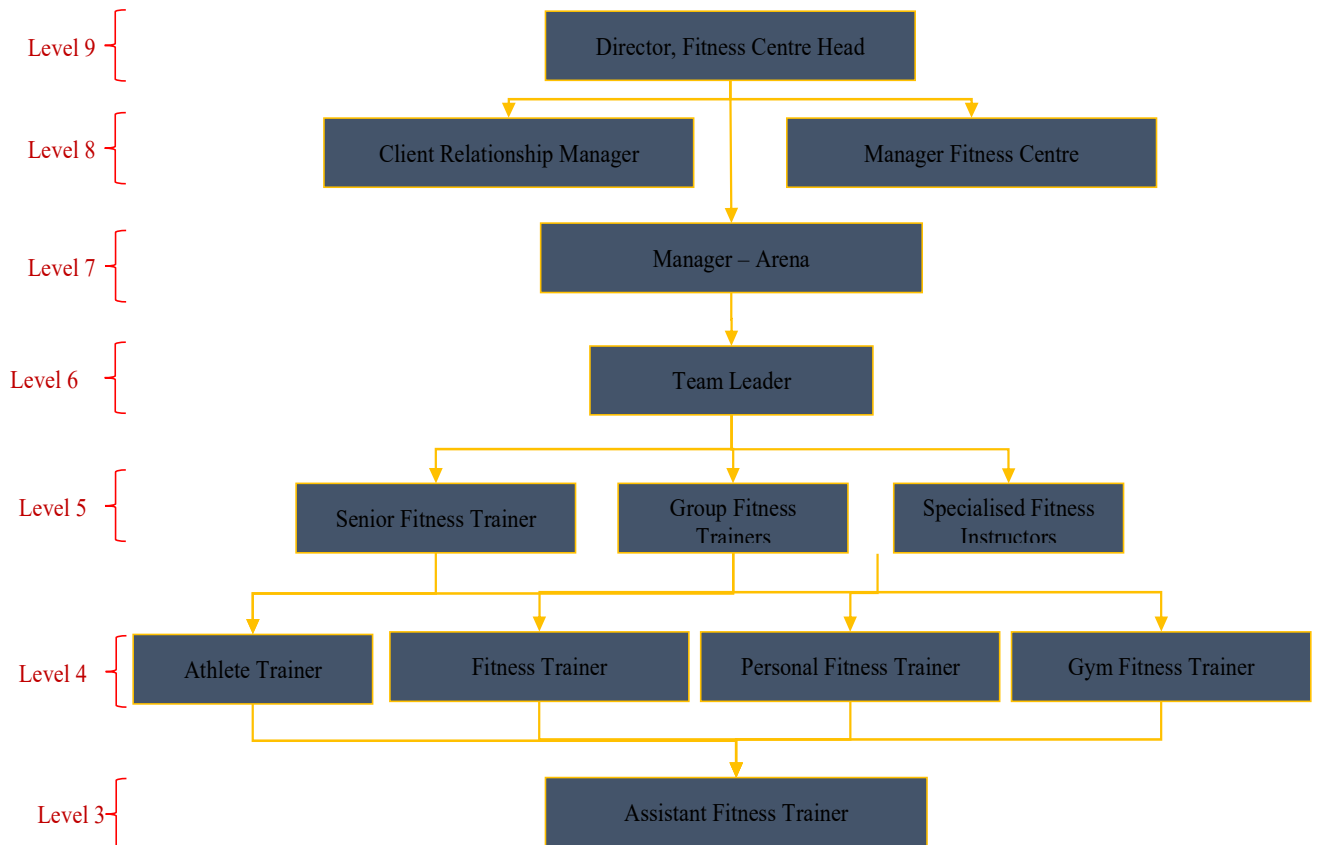 Level 9
Director, Fitness Centre Head
Level 8
Client Relationship Manager
Manager Fitness Centre
Level 7
Manager – Arena
Level 6
Team Leader
Level 5
Senior Fitness Trainer
Group Fitness
Trainers
Specialised Fitness
Instructors
Level 4
Athlete Trainer
Fitness Trainer
Personal Fitness Trainer
Gym Fitness Trainer
Level 3
Assistant Fitness Trainer